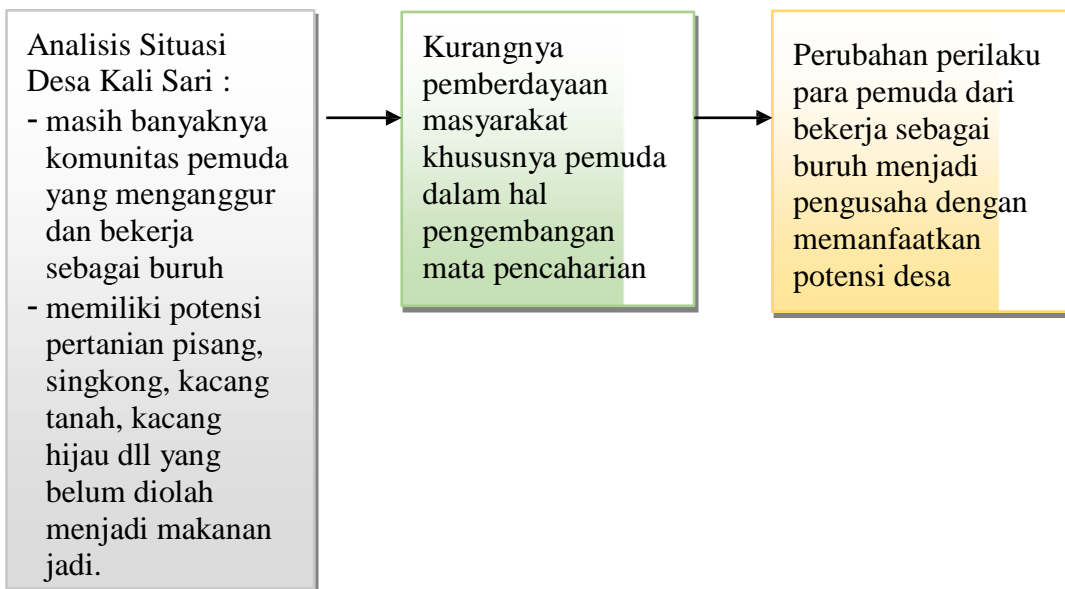 Analisis Situasi
Desa Kali Sari :
- masih banyaknya
komunitas pemuda
yang menganggur
dan bekerja
sebagai buruh
- memiliki potensi
pertanian pisang,
singkong, kacang
tanah, kacang
hijau dll yang
belum diolah
menjadi makanan
jadi.
Kurangnya
pemberdayaan
masyarakat
khususnya pemuda
dalam hal
pengembangan
mata pencaharian
Perubahan perilaku
para pemuda dari
bekerja sebagai
buruh menjadi
pengusaha dengan
memanfaatkan
potensi desa